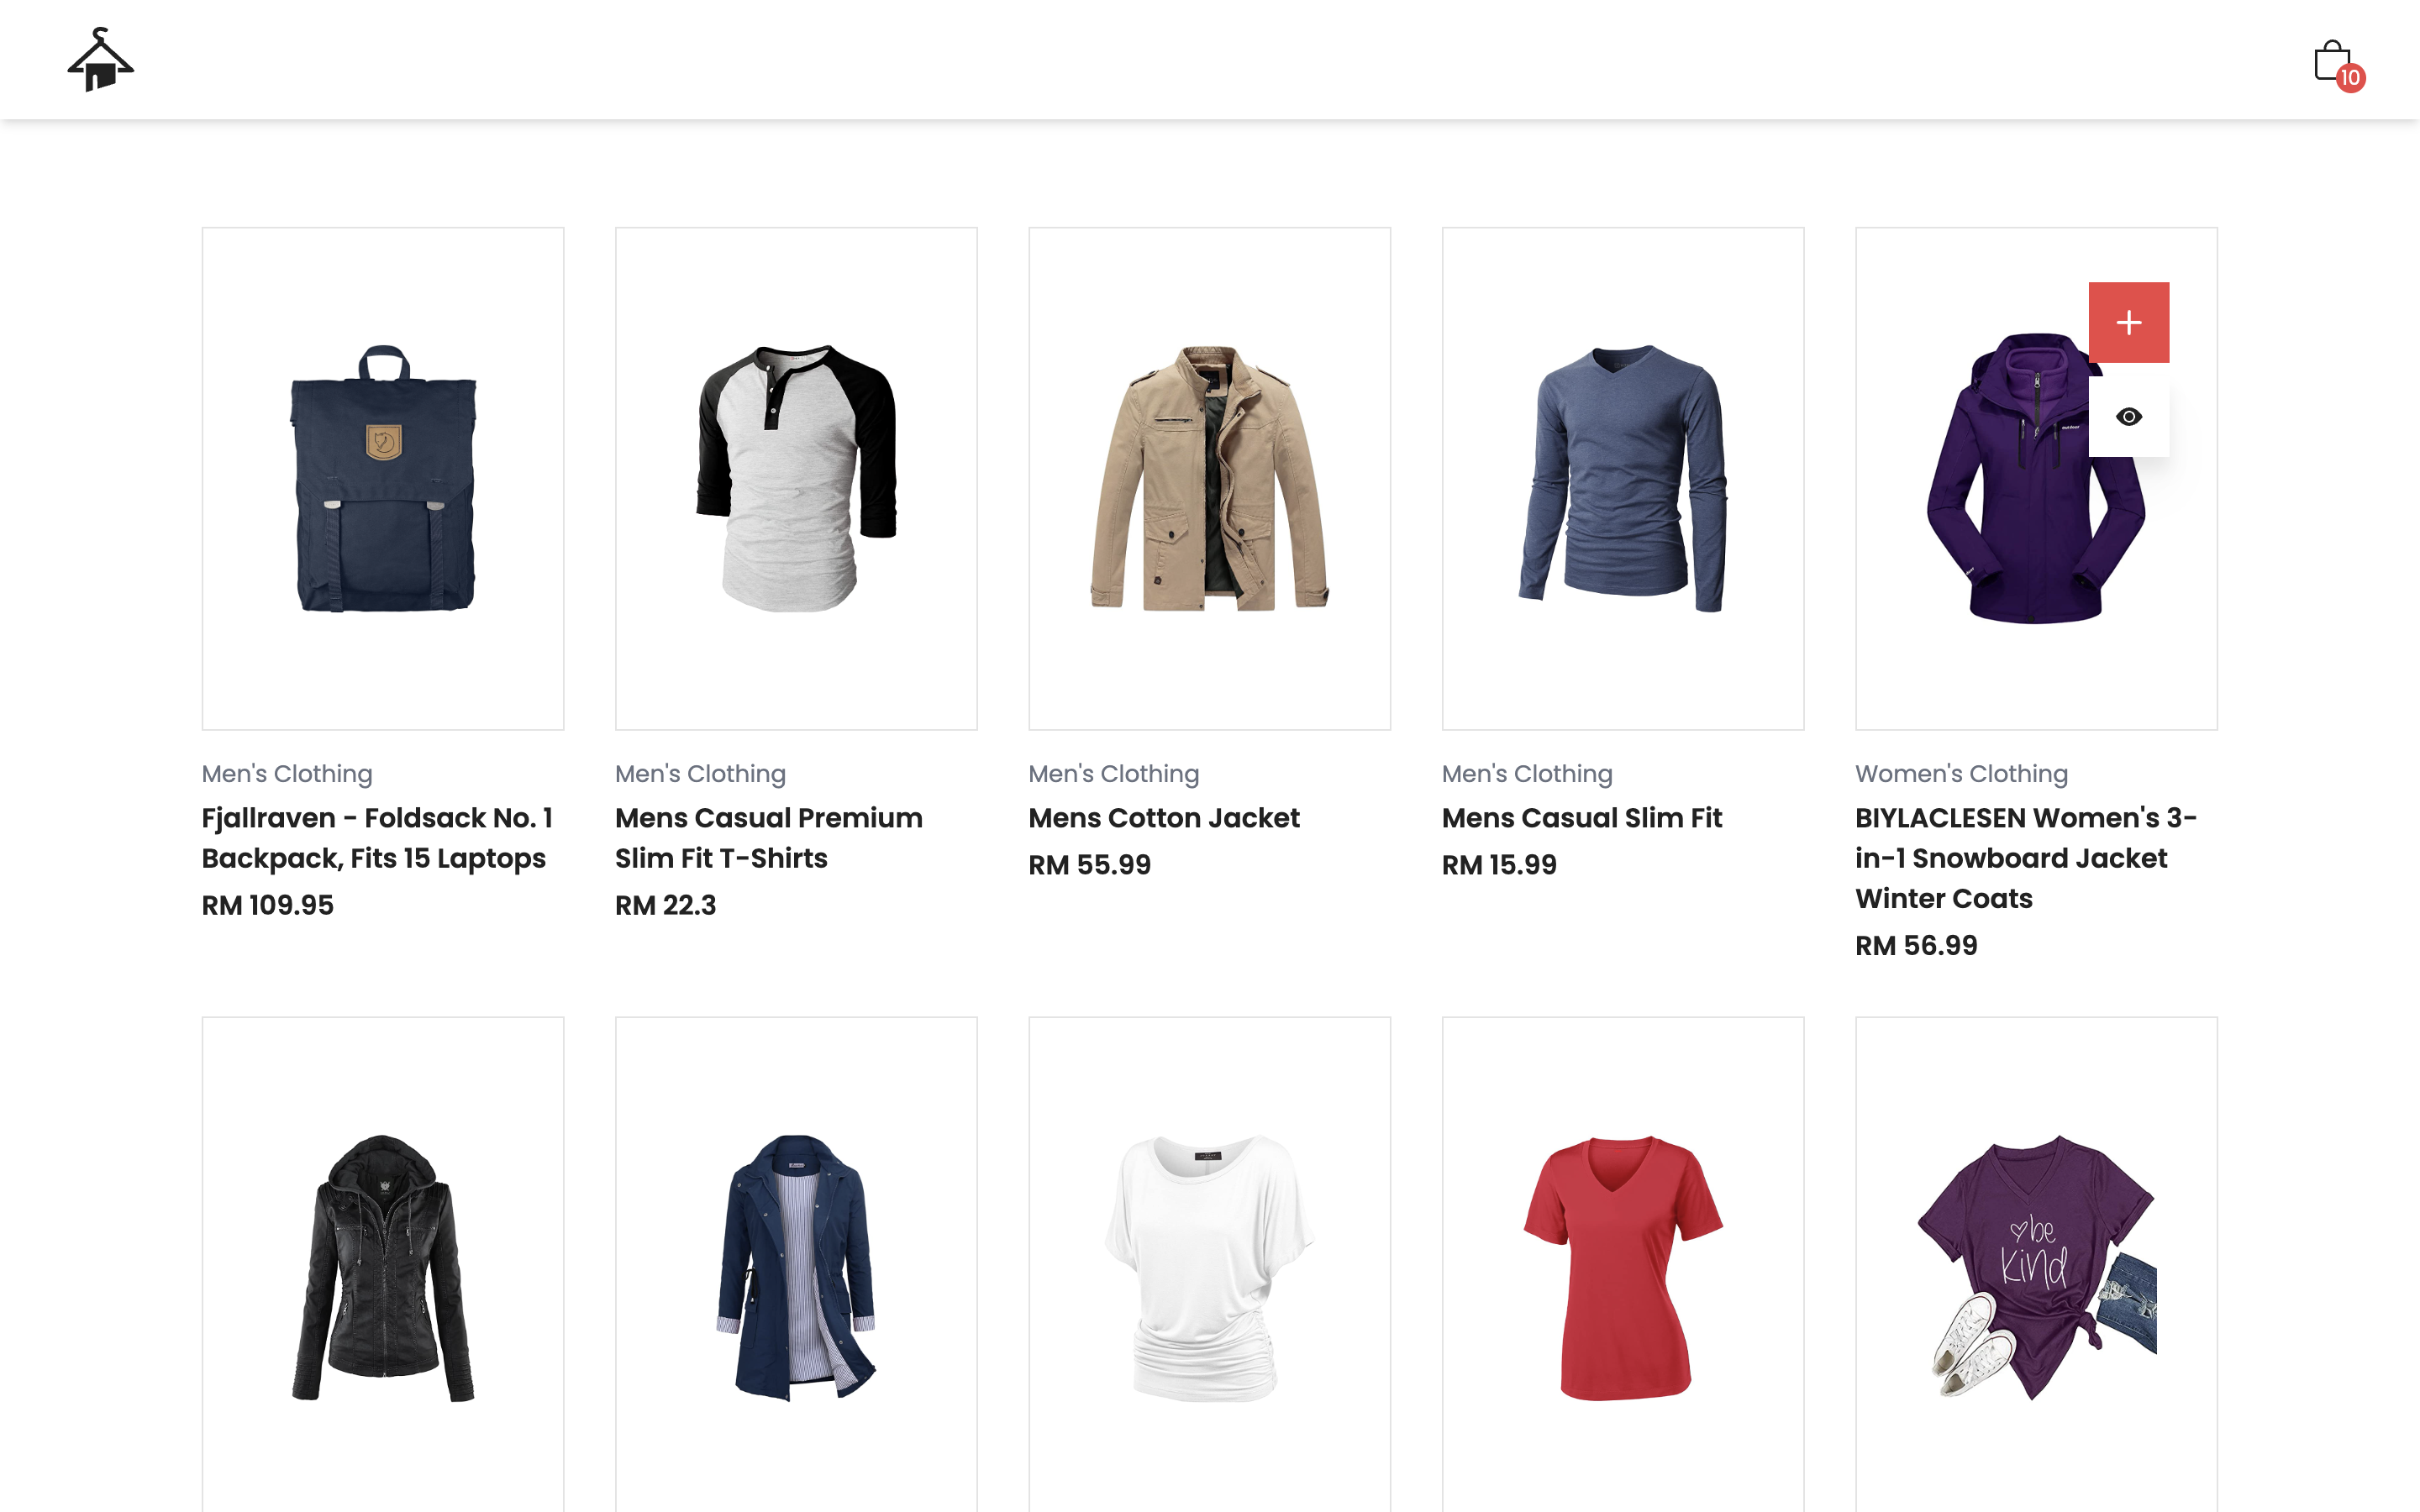 10
Men's Clothing
Fjallraven - Foldsack No. 1
Backpack, Fits 15 Laptops
RM 109.95
Men's Clothing
Mens Casual Premium
Slim Fit T-Shirts
RM 22.3
Men's Clothing
Mens Cotton Jacket
RM 55.99
Men's Clothing
Mens Casual Slim Fit
RM 15.99
Women's Clothing
BIYLACLESEN Women's 3-
in-1 Snowboard Jacket
Winter Coats
RM 56.99
be
kind